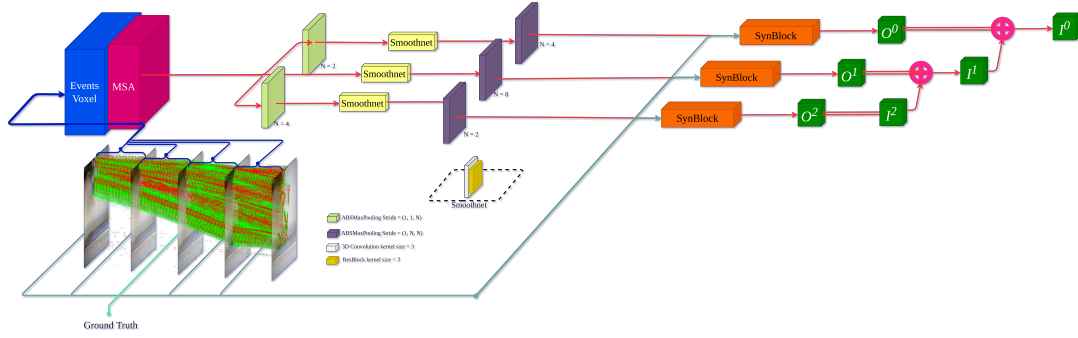 Events
Voxel
MSA
N = 2
N = 4
Smoothnet
Smoothnet
Smoothnet
N = 4
N = 8
N = 2
SynBlock
SynBlock
SynBlock
O⁰
O¹
O²
I²
I¹
I⁰
Smoothnet
ABSMaxPooling Stride = (1, 1, N)
ABSMaxPooling Stride = (1, N, N)
3D Convolution kernel size = 3
ResBlock kernel size = 3
Ground Truth